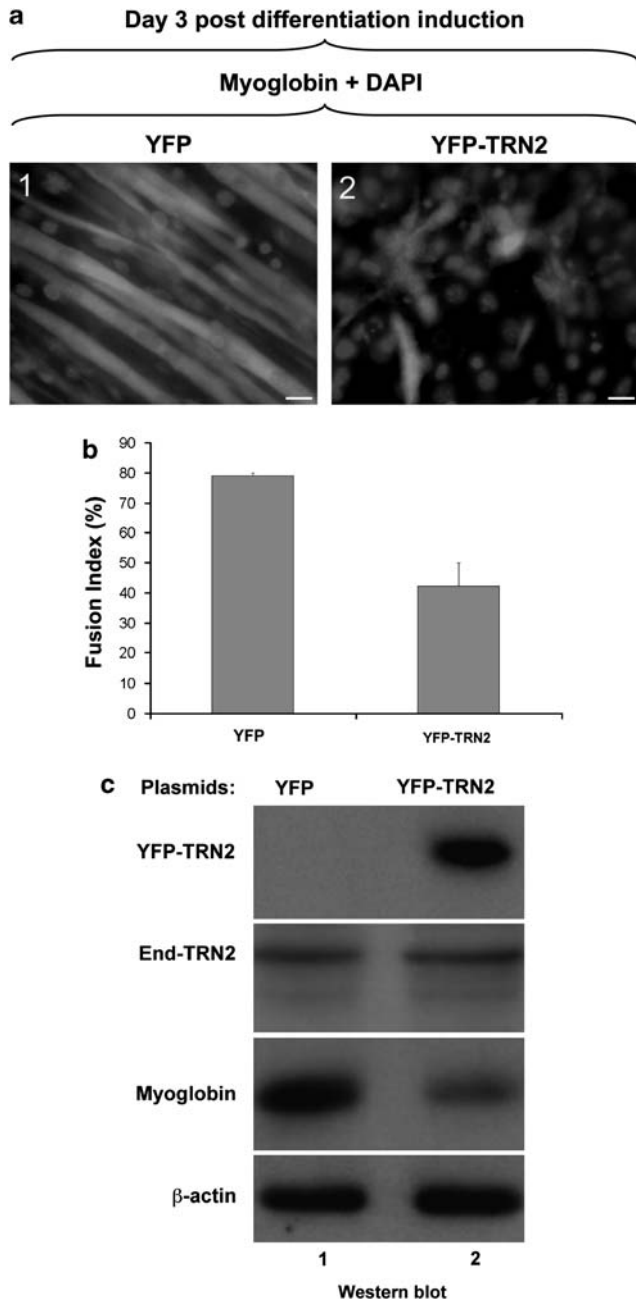 a
Day 3 post differentiation induction
Myoglobin + DAPI
YFP YFP-TRN2
1 2
b
Fusion Index (%)
90
80
70
60
50
40
30
20
10
0
YFP YFP-TRN2
c Plasmids: YFP YFP-TRN2
YFP-TRN2
End-TRN2
Myoglobin
β-actin
1 2
Western blot